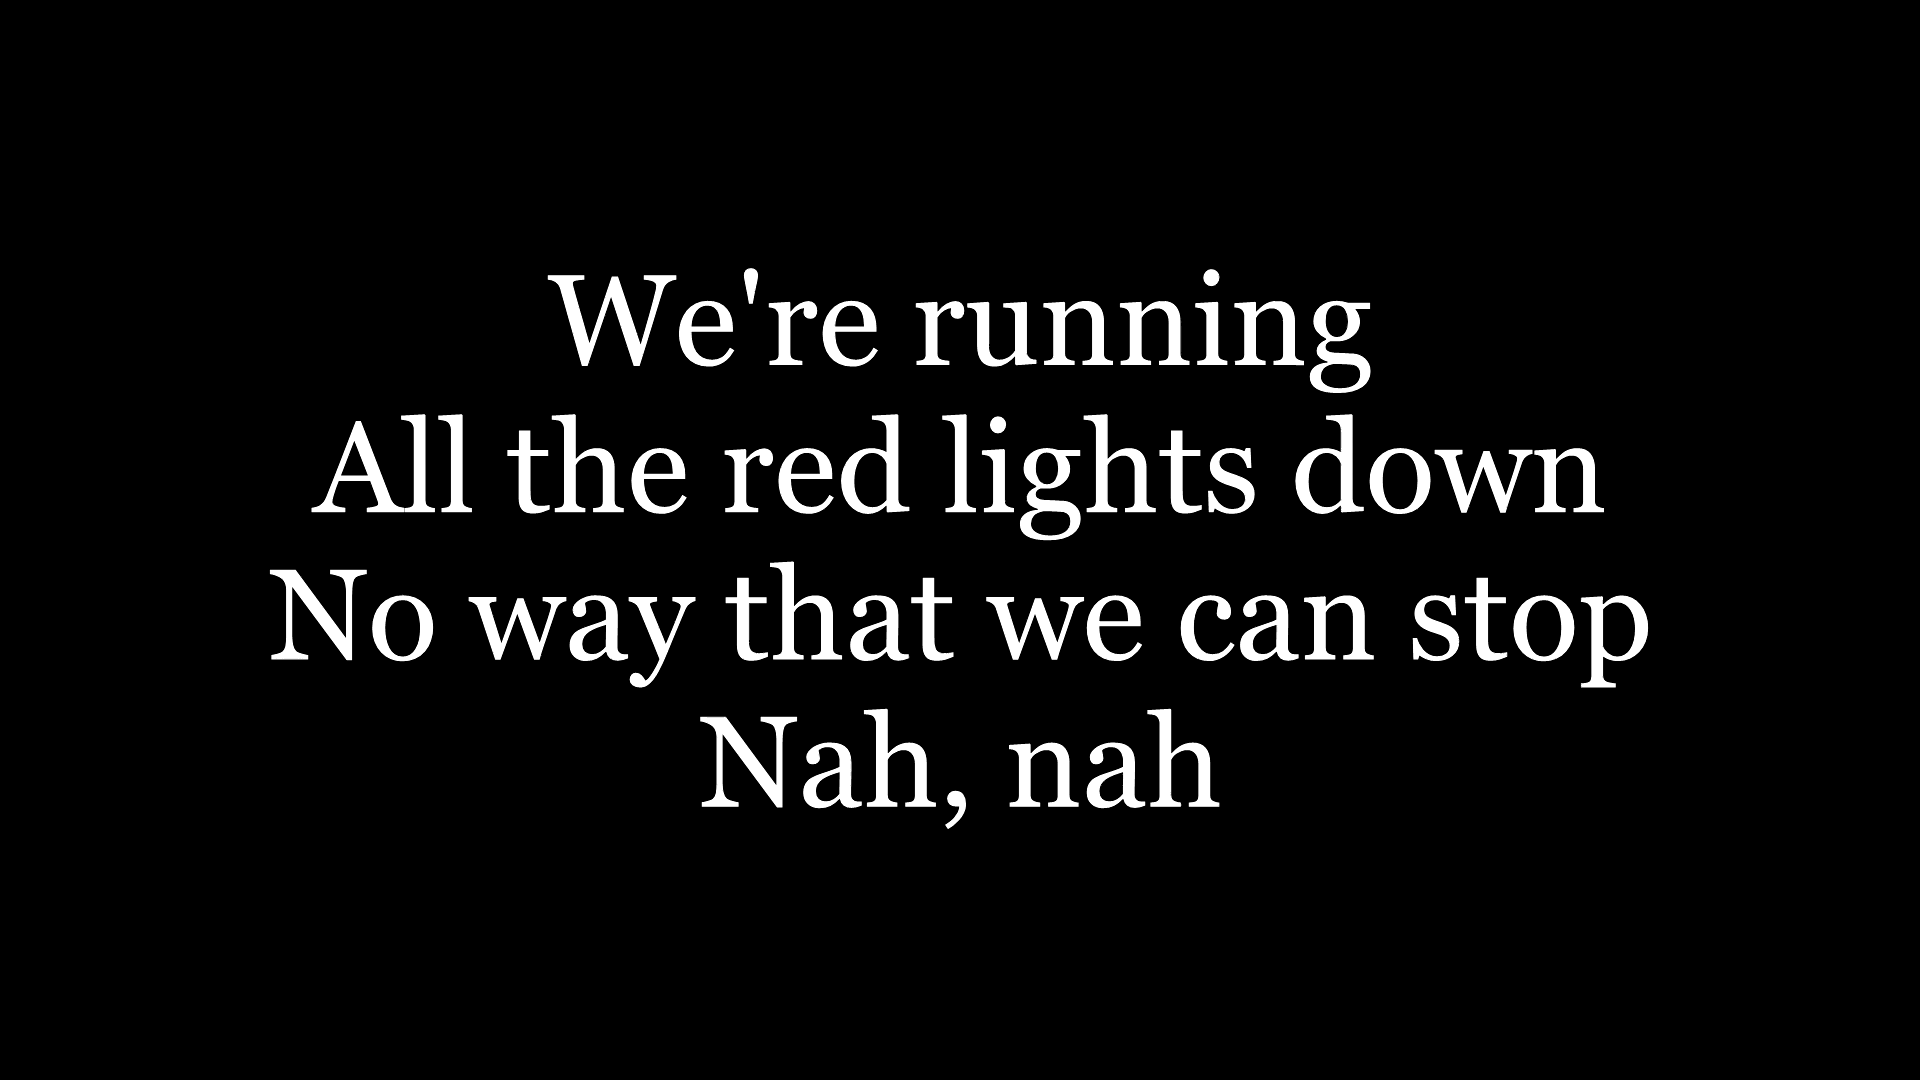 We're running
All the red lights down
No way that we can stop
Nah, nah